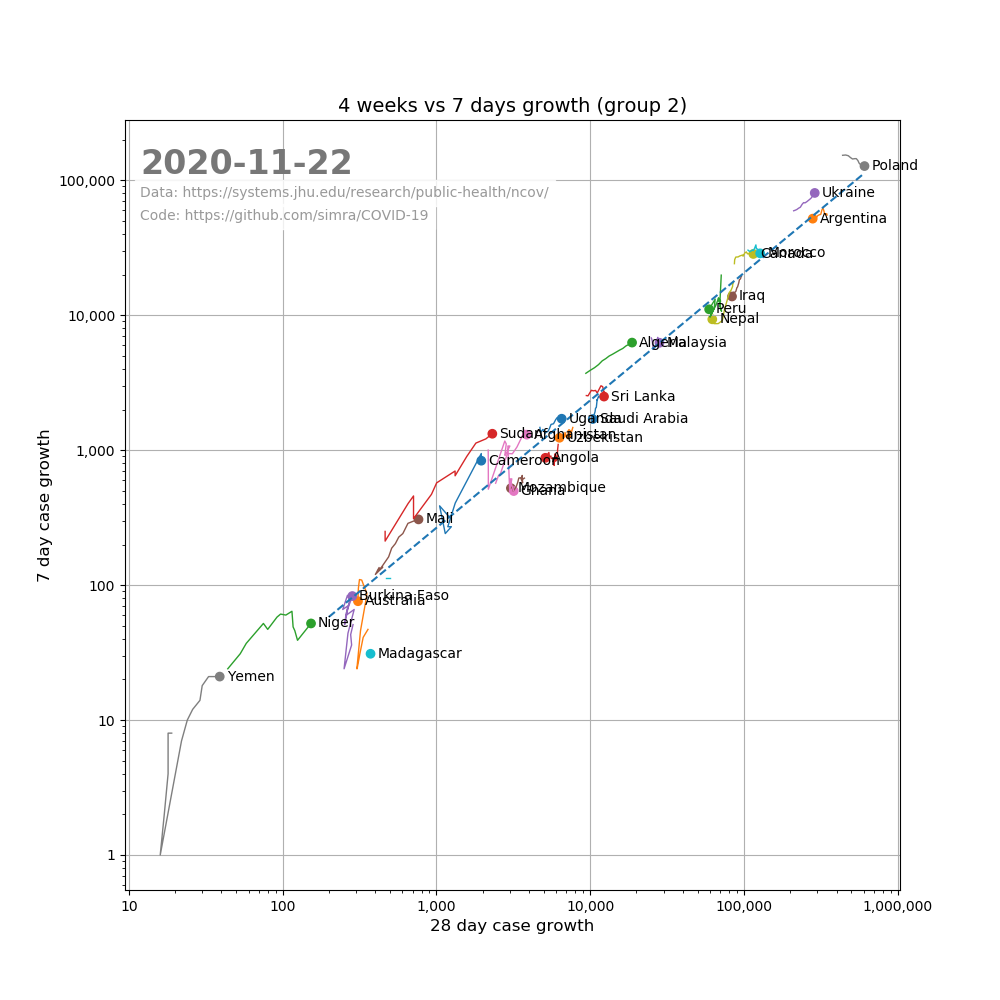 4 weeks vs 7 days growth (group 2)
2020-11-22
Data: https://systems.jhu.edu/research/public-health/ncov/
Code: https://github.com/simra/COVID-19
Poland
Ukraine
Argentina
Morocco
Canada
Iraq
Peru
Nepal
Algeria
Malaysia
Sri Lanka
Uganda
Saudi Arabia
Sudan
Afghanistan
Uzbekistan
Cameroon
Angola
Mozambique
Ghana
Mali
Burkina Faso
Australia
Niger
Madagascar
Yemen
100,000
10,000
1,000
100
10
1
7 day case growth
10
100
1,000
10,000
100,000
1,000,000
28 day case growth